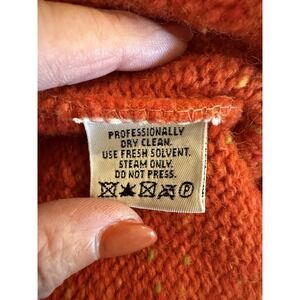 PROFESSIONALLY
DRY CLEAN.
USE FRESH SOLVENT.
STEAM ONLY.
DO NOT PRESS.
P